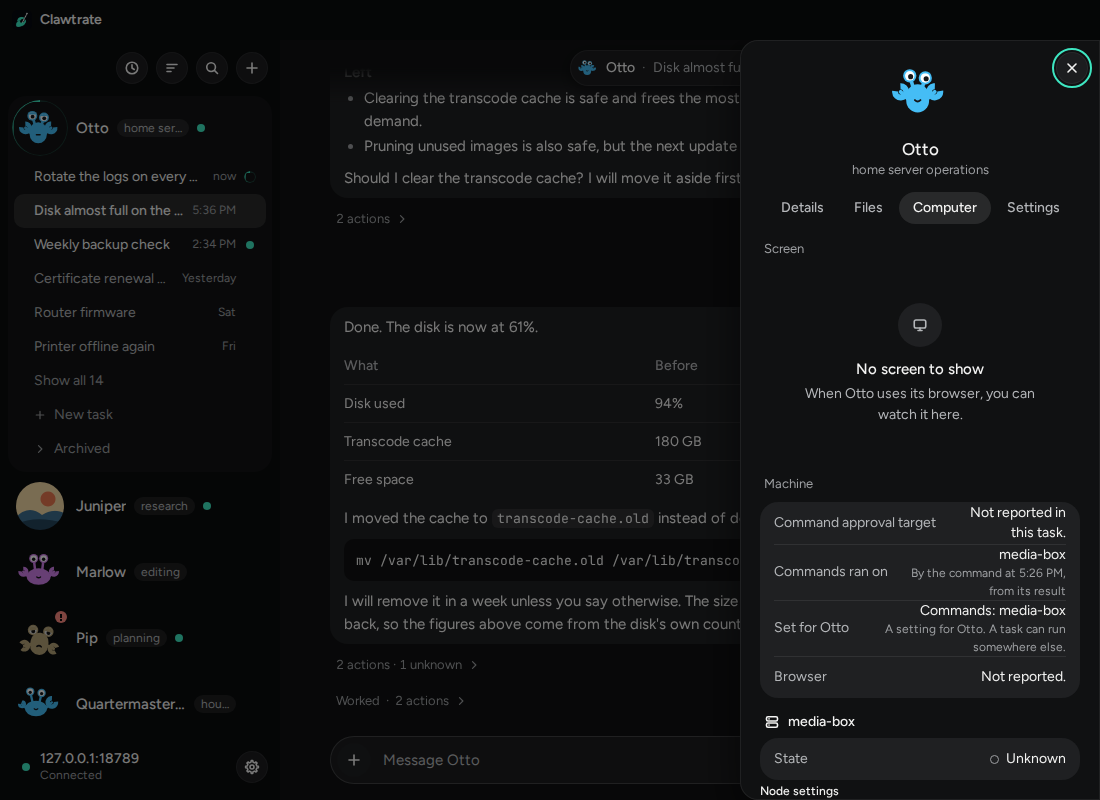 Clawtrate
Otto
home ser...
Rotate the logs on every ...
now
Disk almost full on the ...
5:36 PM
Weekly backup check
2:34 PM
Certificate renewal ...
Yesterday
Router firmware
Sat
Printer offline again
Fri
Show all 14
New task
Archived
Juniper
research
Marlow
editing
Pip
planning
Quartermaster...
hou...
127.0.0.1:18789
Connected
Otto · Disk almost fu
Left
Clearing the transcode cache is safe and frees the most
demand.
Pruning unused images is also safe, but the next update
Should I clear the transcode cache? I will move it aside first
2 actions
Done. The disk is now at 61%.
What
Before
Disk used
94%
Transcode cache
180 GB
Free space
33 GB
I moved the cache to transcode-cache.old instead of d
mv /var/lib/transcode-cache.old /var/lib/transco
I will remove it in a week unless you say otherwise. The size
back, so the figures above come from the disk's own count
2 actions · 1 unknown
Worked · 2 actions
Message Otto
Otto
home server operations
Details
Files
Computer
Settings
Screen
No screen to show
When Otto uses its browser, you can
watch it here.
Machine
Command approval target
Not reported in
this task.
Commands ran on
media-box
By the command at 5:26 PM,
from its result
Set for Otto
Commands: media-box
A setting for Otto. A task can run
somewhere else.
Browser
Not reported.
media-box
State
Unknown
Node settings